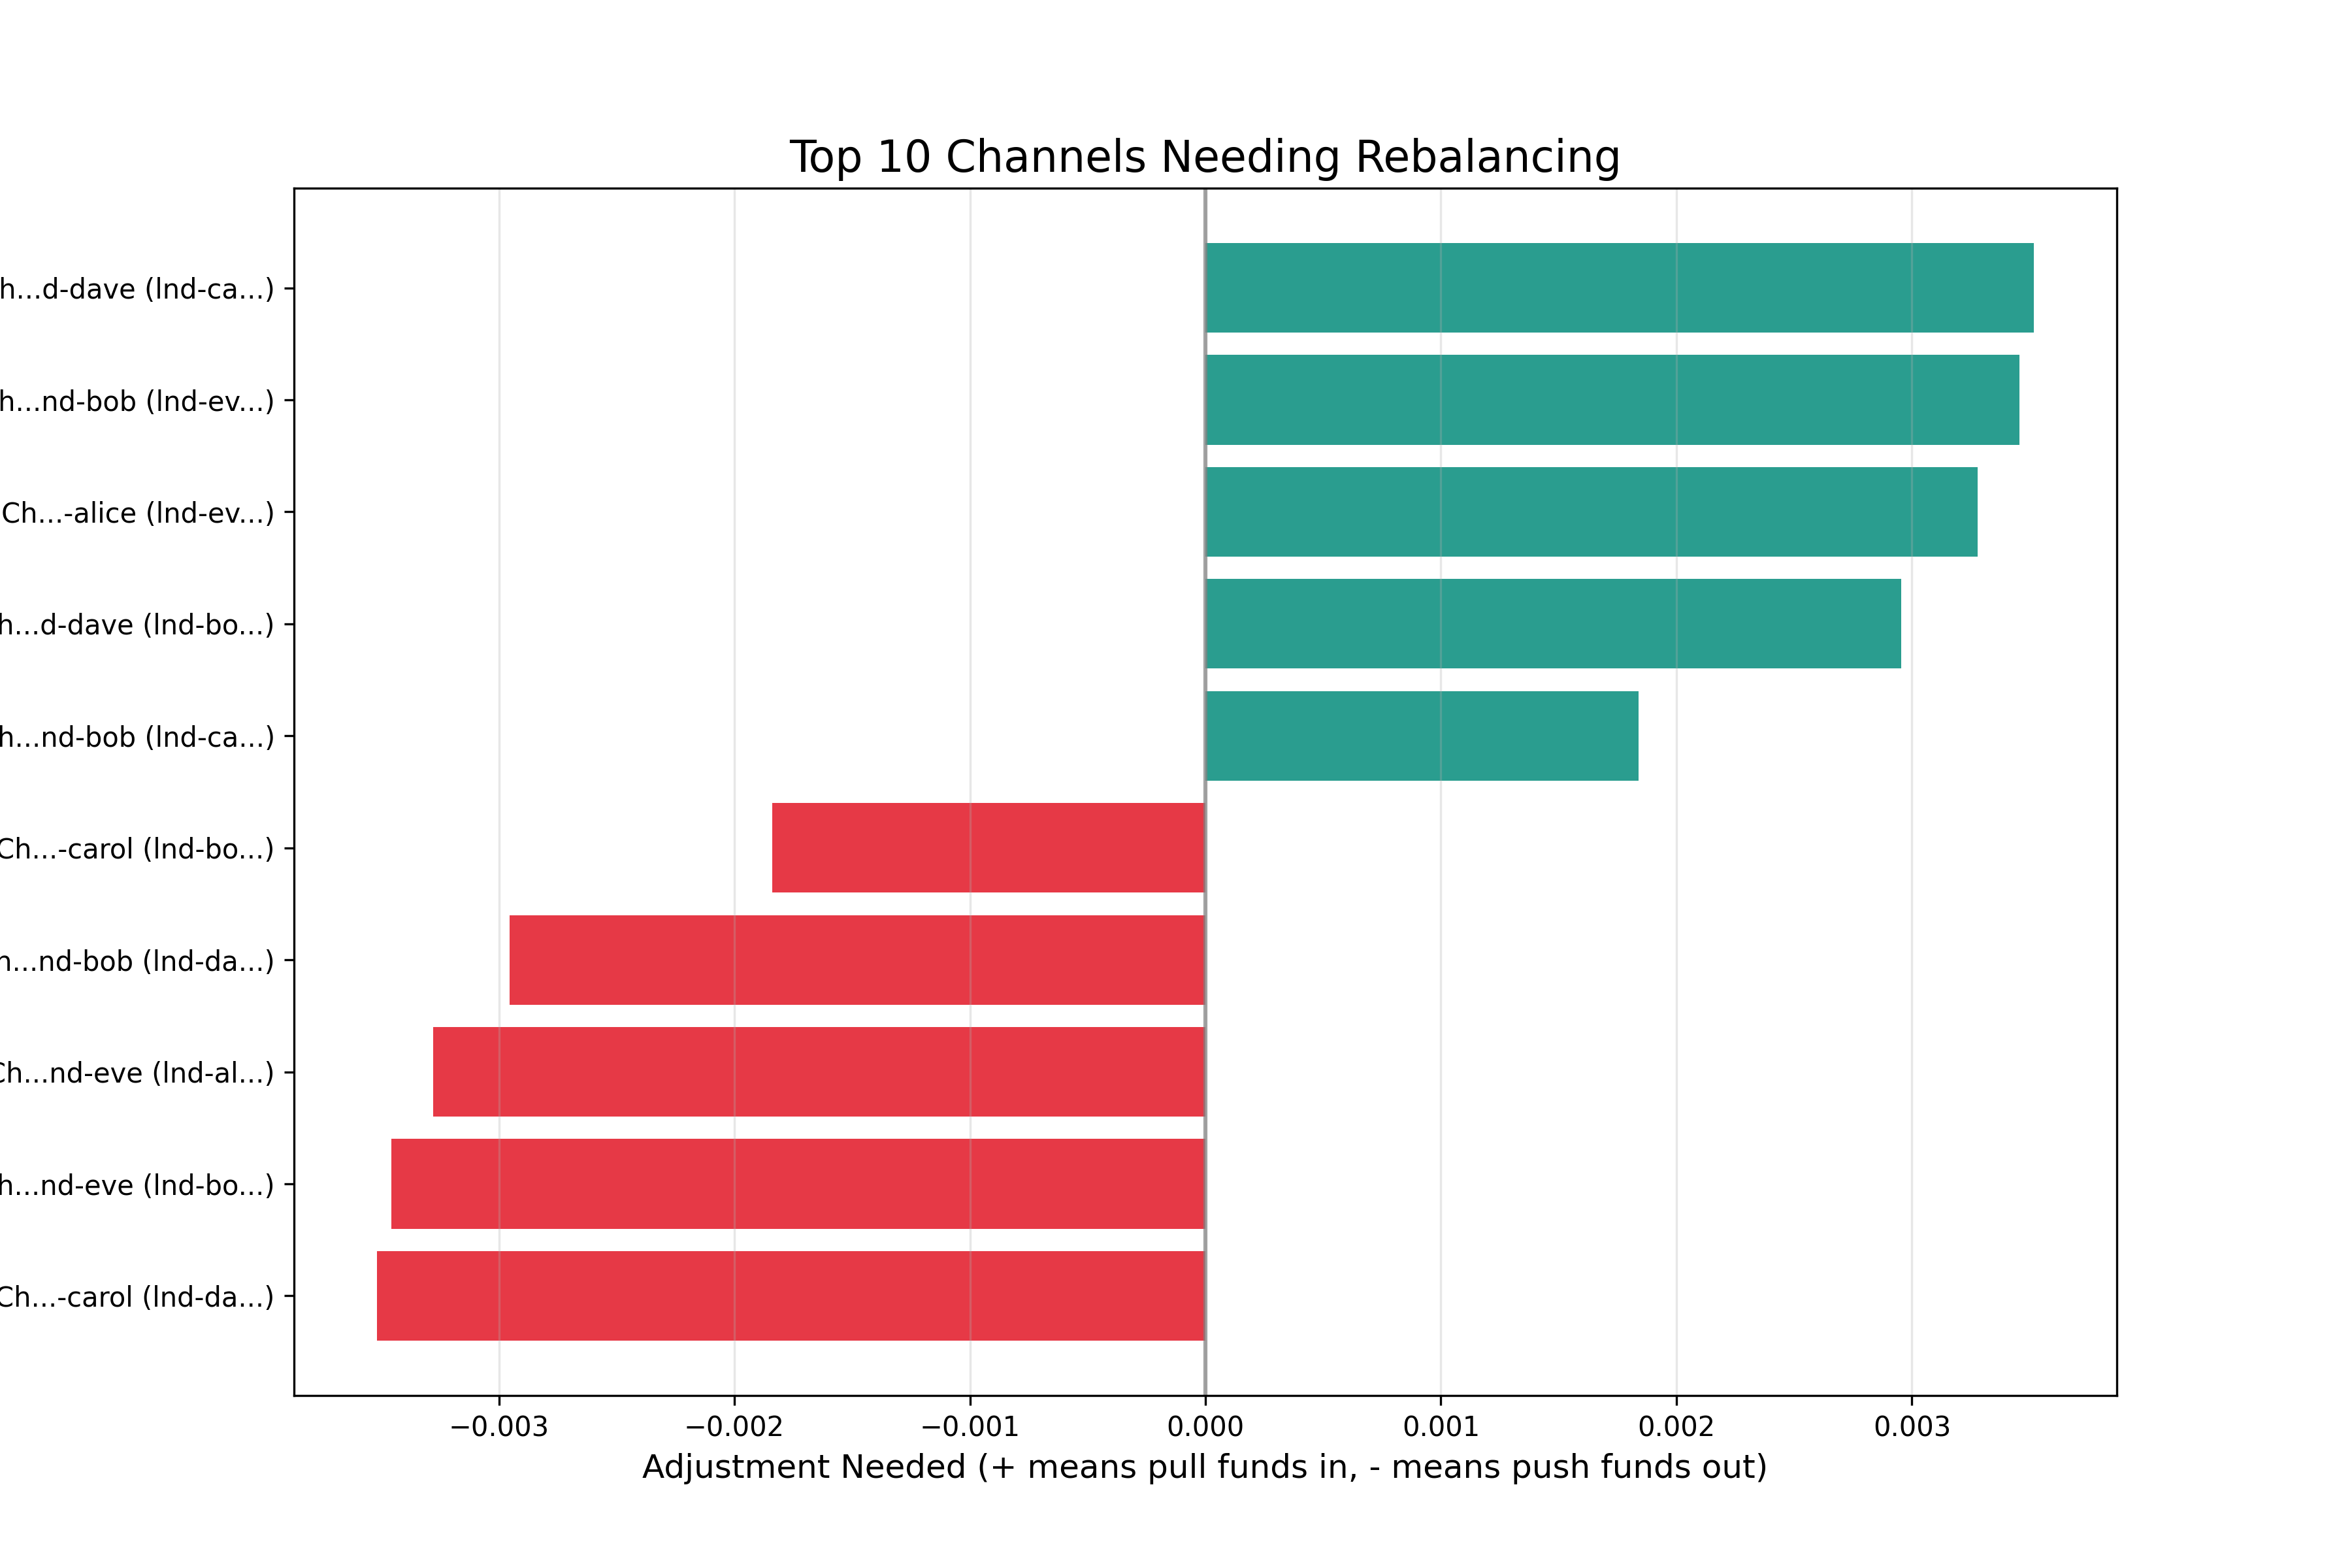 Top 10 Channels Needing Rebalancing
h...d-dave (lnd-ca...)
h...nd-bob (lnd-ev...)
Ch...-alice (lnd-ev...)
h...d-dave (lnd-bo...)
h...nd-bob (lnd-ca...)
Ch...-carol (lnd-bo...)
h...nd-bob (lnd-da...)
Ch...nd-eve (lnd-al...)
h...nd-eve (lnd-bo...)
Ch...-carol (lnd-da...)
−0.003 −0.002 −0.001 0.000 0.001 0.002 0.003
Adjustment Needed (+ means pull funds in, - means push funds out)